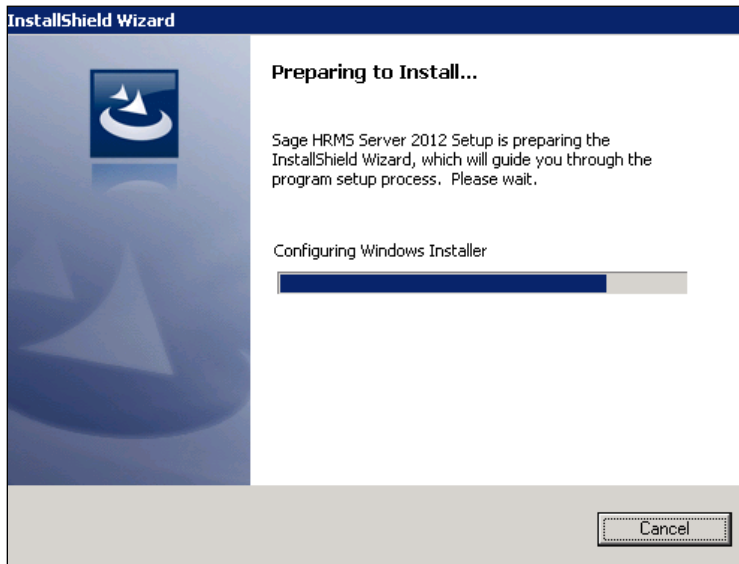 InstallShield Wizard
Preparing to Install...
Sage HRMS Server 2012 Setup is preparing the
InstallShield Wizard, which will guide you through the
program setup process.  Please wait.
Configuring Windows Installer
Cancel